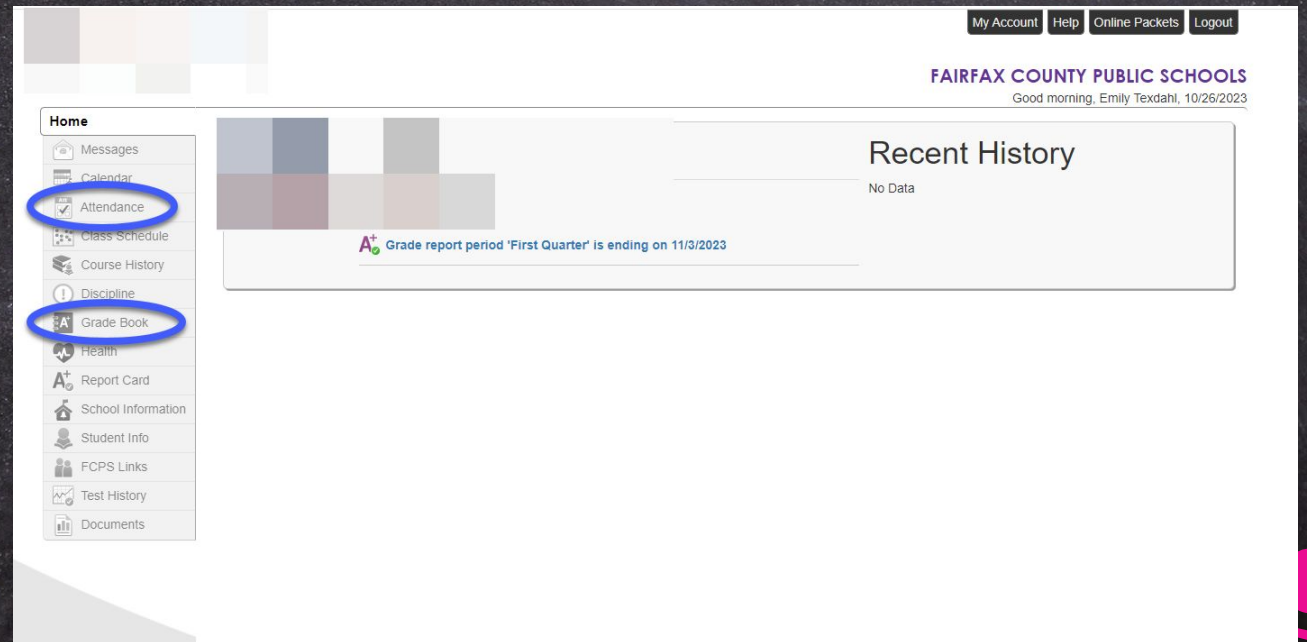 My Account Help Online Packets Logout
FAIRFAX COUNTY PUBLIC SCHOOLS
Good morning, Emily Texdahl, 10/26/2023
Home
Messages
Calendar
Attendance
Class Schedule
Course History
Discipline
Grade Book
Health
Report Card
School Information
Student Info
FCPS Links
Test History
Documents
Recent History
No Data
Grade report period 'First Quarter' is ending on 11/3/2023